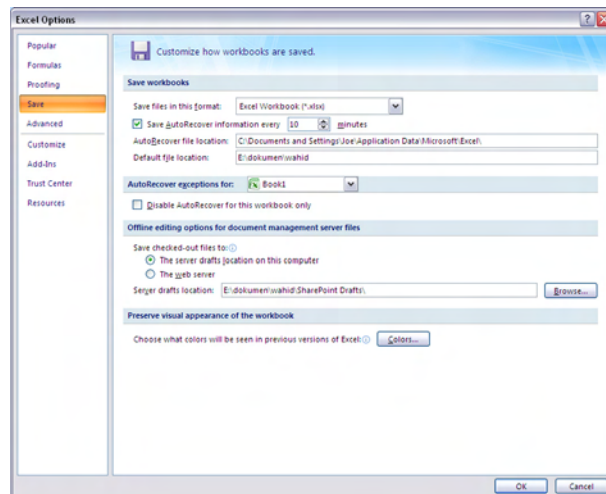 Excel Options
Popular
Formulas
Proofing
Save
Advanced
Customize
Add-Ins
Trust Center
Resources
Customize how workbooks are saved.
Save workbooks
Save files in this format: Excel Workbook (*.xlsx)
Save AutoRecover information every 10 minutes
AutoRecover file location: C:\Documents and Settings\Joe\Application Data\Microsoft\Excel\
Default file location: E:\dokumen\wahid
AutoRecover exceptions for: Book1
Disable AutoRecover for this workbook only
Offline editing options for document management server files
Save checked-out files to:
The server drafts location on this computer
The web server
Server drafts location: E:\dokumen\wahid\SharePoint Drafts\
Browse...
Preserve visual appearance of the workbook
Choose what colors will be seen in previous versions of Excel: Colors...
OK Cancel